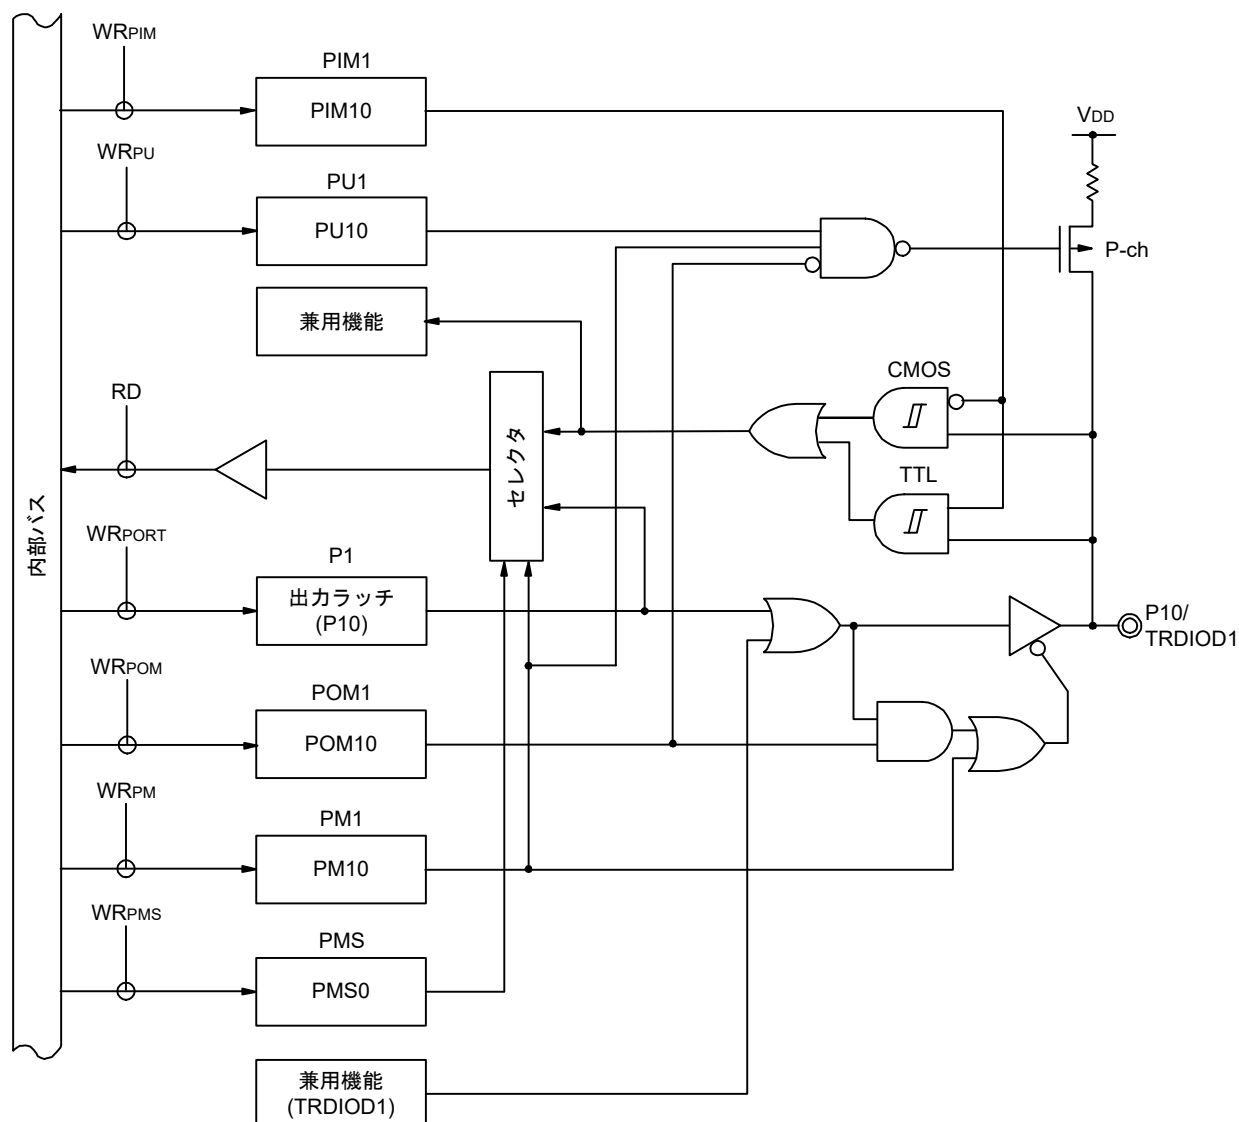 WRPIM
PIM1
PIM10
VDD
WRPU
PU1
PU10
P-ch
兼用機能
CMOS
RD
セレクタ
TTL
内部バス
WRPORT
P1
出力ラッチ
(P10)
P10/
TRDIOD1
WRPOM
POM1
POM10
WRPM
PM1
PM10
WRPMS
PMS
PMS0
兼用機能
(TRDIOD1)